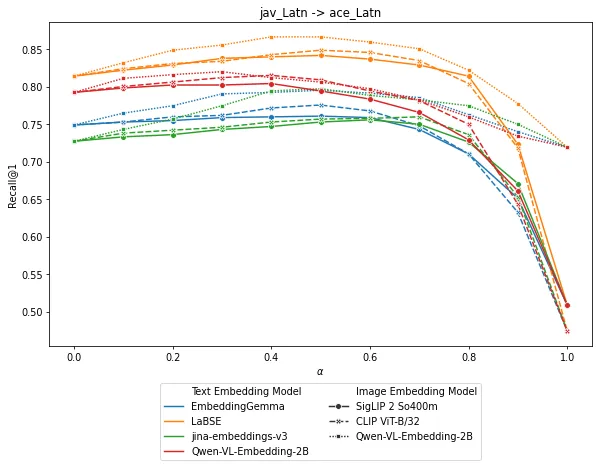 jav_Latn -> ace_Latn
Recall@1
0.85
0.80
0.75
0.70
0.65
0.60
0.55
0.50
0.0 0.2 0.4 0.6 0.8 1.0
α
Text Embedding Model Image Embedding Model
EmbeddingGemma SigLIP 2 So400m
LaBSE CLIP ViT-B/32
jina-embeddings-v3 Qwen-VL-Embedding-2B
Qwen-VL-Embedding-2B